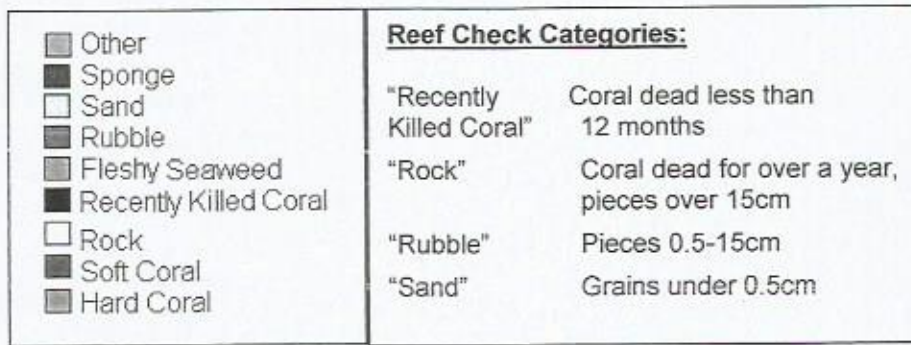 Other
Sponge
Sand
Rubble
Fleshy Seaweed
Recently Killed Coral
Rock
Soft Coral
Hard Coral
Reef Check Categories:
"Recently Killed Coral" Coral dead less than 12 months
"Rock" Coral dead for over a year, pieces over 15cm
"Rubble" Pieces 0.5-15cm
"Sand" Grains under 0.5cm